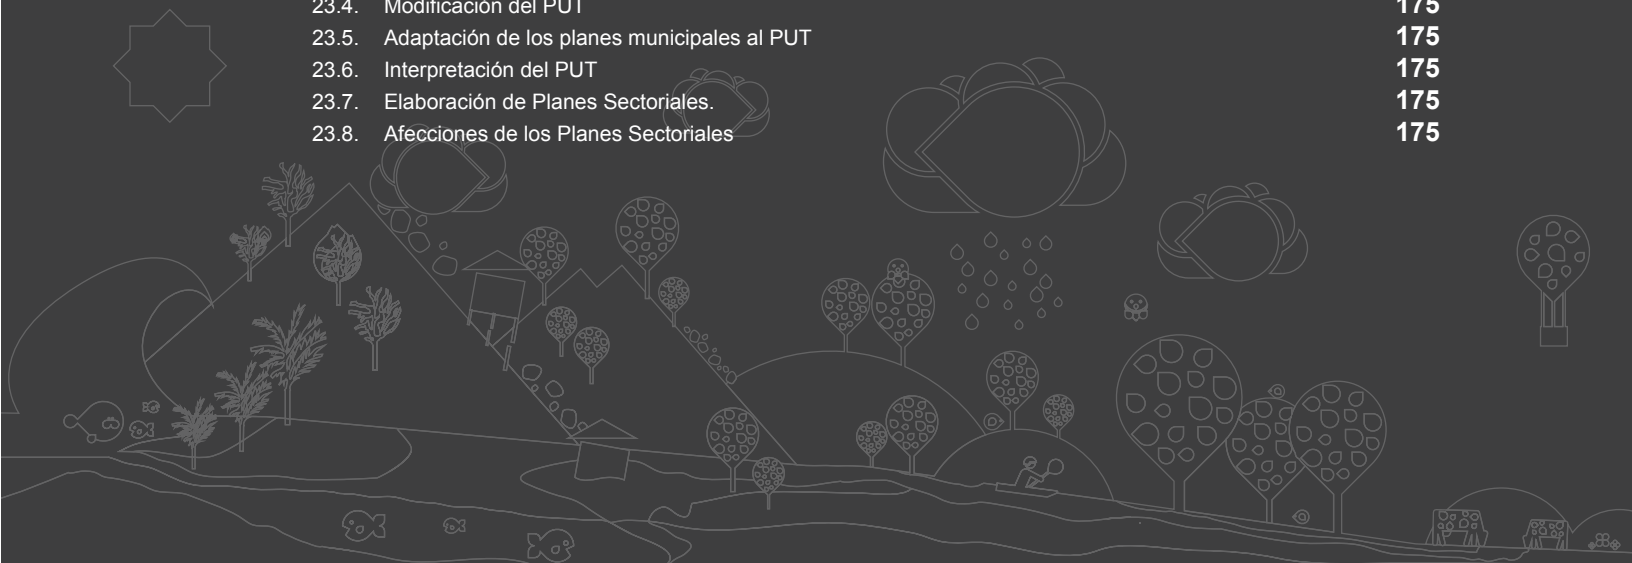 23.4. Modificación del PUT 175
23.5. Adaptación de los planes municipales al PUT 175
23.6. Interpretación del PUT 175
23.7. Elaboración de Planes Sectoriales. 175
23.8. Afecciones de los Planes Sectoriales 175